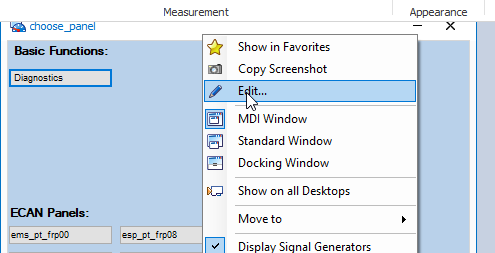 Measurement
Appearance
choose_panel
Basic Functions:
Diagnostics
Show in Favorites
Copy Screenshot
Edit...
MDI Window
Standard Window
Docking Window
Show on all Desktops
Move to
Display Signal Generators
ECAN Panels:
ems_pt_frp00
esp_pt_frp08